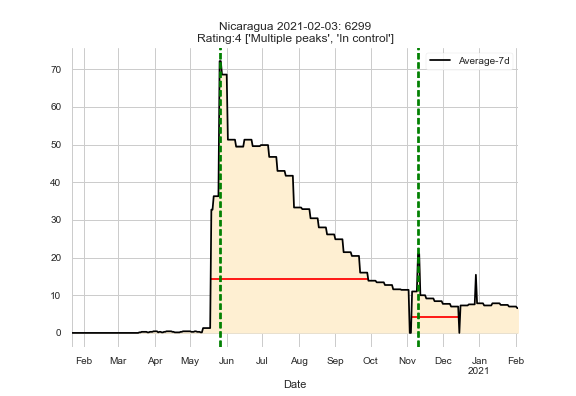 Nicaragua 2021-02-03: 6299
Rating:4 ['Multiple peaks', 'In control']
Average-7d
70
60
50
40
30
20
10
0
Feb Mar Apr May Jun Jul Aug Sep Oct Nov Dec Jan Feb
2021
Date